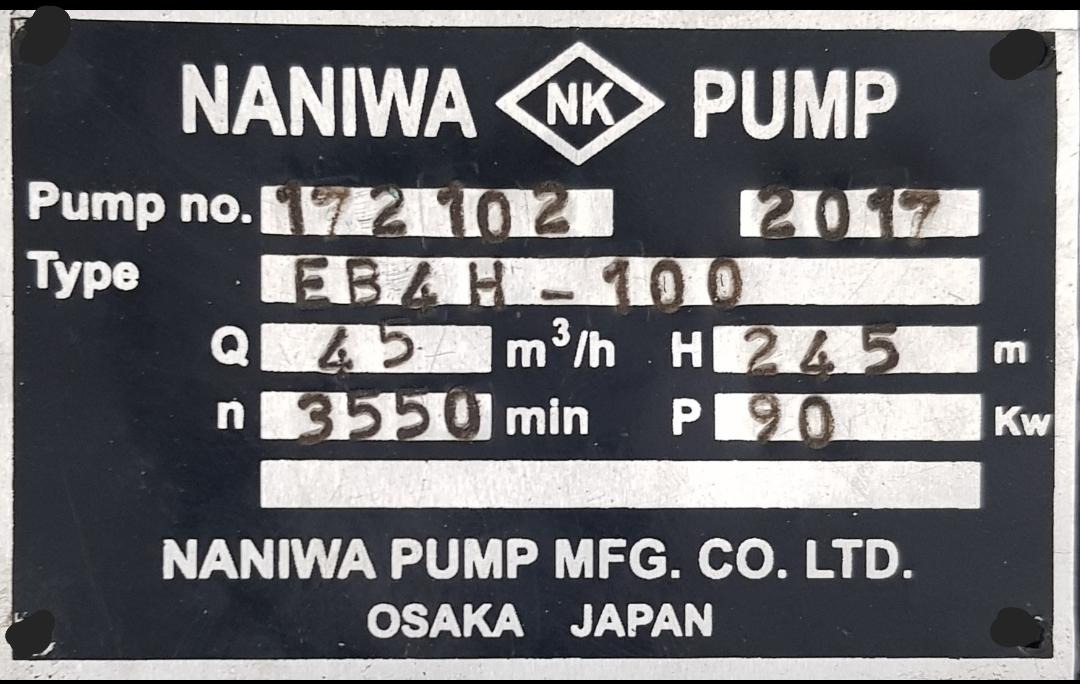 NANIWA NK PUMP
Pump no. 172102 2017
Type EB4H-100
Q 45 m³/h H 245 m
n 3550 min P 90 Kw
NANIWA PUMP MFG. CO. LTD.
OSAKA JAPAN